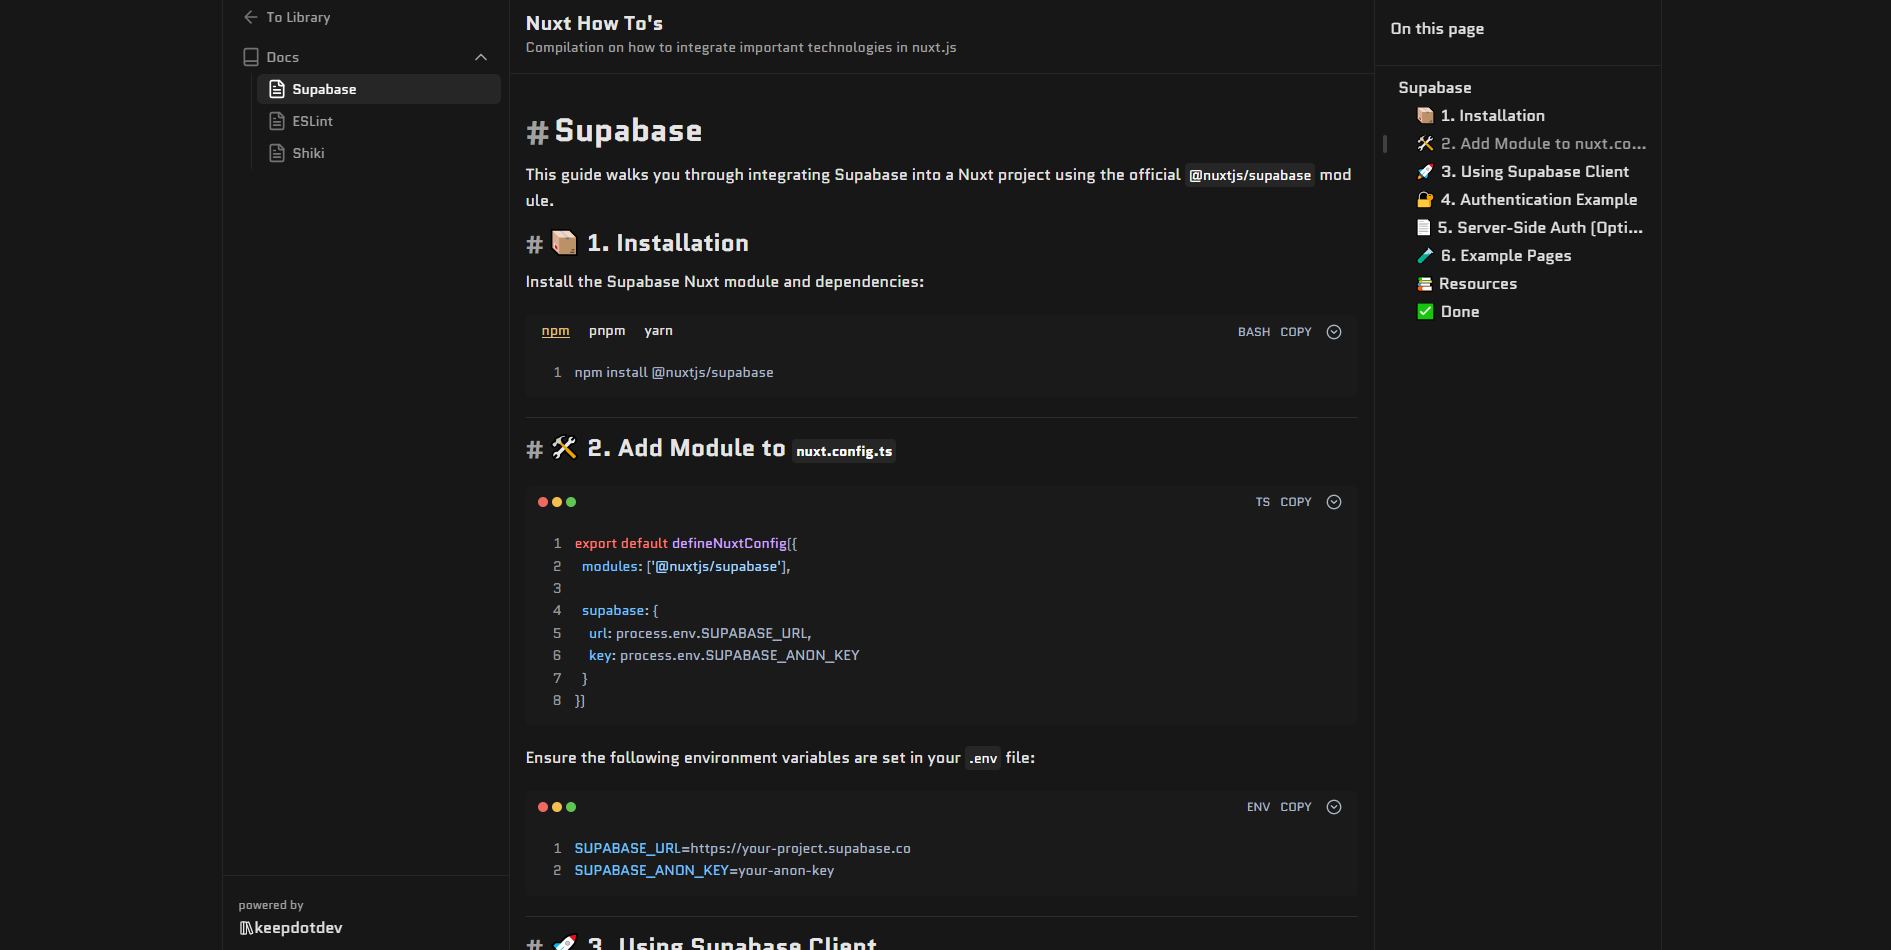 To Library
Docs
Supabase
ESLint
Shiki
powered by
keepdotdev
Nuxt How To's
Compilation on how to integrate important technologies in nuxt.js
# Supabase
This guide walks you through integrating Supabase into a Nuxt project using the official @nuxtjs/supabase mod
ule.
# 📦 1. Installation
Install the Supabase Nuxt module and dependencies:
npm pnpm yarn BASH COPY
1 npm install @nuxtjs/supabase
# 🛠 2. Add Module to nuxt.config.ts
TS COPY
1 export default defineNuxtConfig({
2 modules: ['@nuxtjs/supabase'],
3
4 supabase: {
5 url: process.env.SUPABASE_URL,
6 key: process.env.SUPABASE_ANON_KEY
7 }
8 })
Ensure the following environment variables are set in your .env file:
ENV COPY
1 SUPABASE_URL=https://your-project.supabase.co
2 SUPABASE_ANON_KEY=your-anon-key
# 🚀 3. Using Supabase Client
On this page
Supabase
📦 1. Installation
🛠 2. Add Module to nuxt.co...
🚀 3. Using Supabase Client
🔐 4. Authentication Example
📄 5. Server-Side Auth (Opti...
🧪 6. Example Pages
📚 Resources
✅ Done